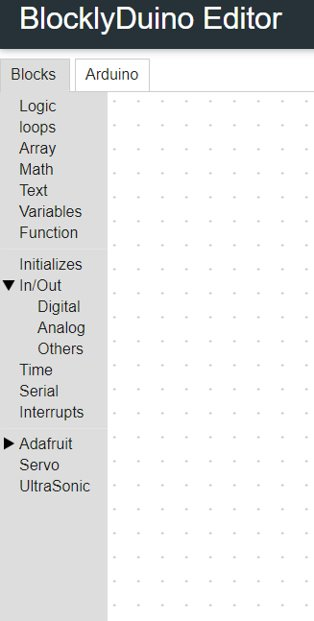 BlocklyDuino Editor
Blocks Arduino
Logic
loops
Array
Math
Text
Variables
Function
Initializes
In/Out
Digital
Analog
Others
Time
Serial
Interrupts
Adafruit
Servo
UltraSonic